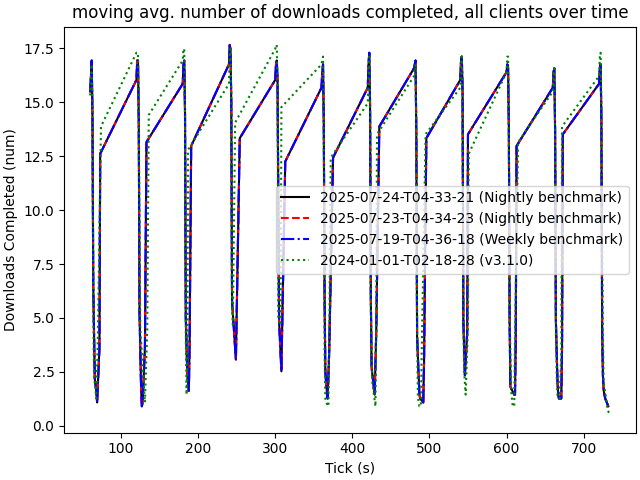 moving avg. number of downloads completed, all clients over time
Downloads Completed (num)
17.5
15.0
12.5
10.0
7.5
5.0
2.5
0.0
2025-07-24-T04-33-21 (Nightly benchmark)
2025-07-23-T04-34-23 (Nightly benchmark)
2025-07-19-T04-36-18 (Weekly benchmark)
2024-01-01-T02-18-28 (v3.1.0)
100 200 300 400 500 600 700
Tick (s)